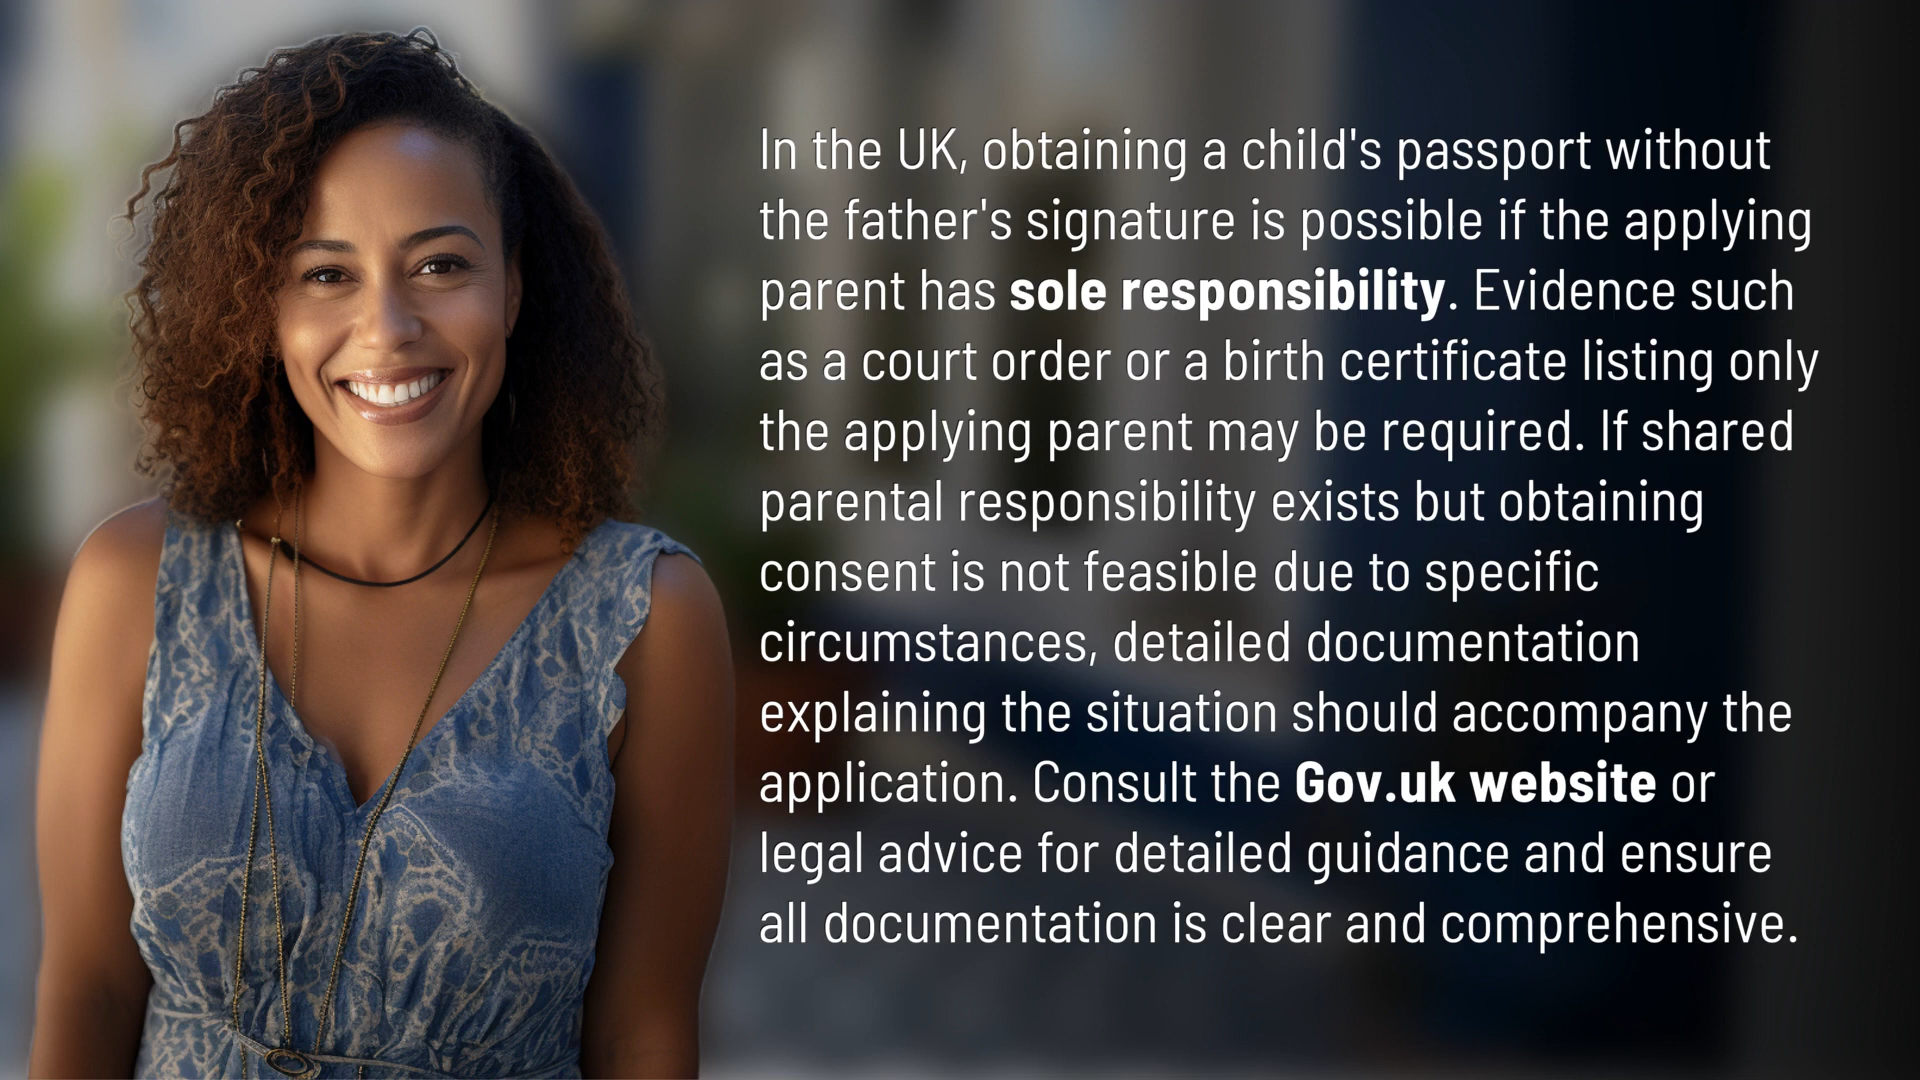 In the UK, obtaining a child's passport without
the father's signature is possible if the applying
parent has sole responsibility. Evidence such
as a court order or a birth certificate listing only
the applying parent may be required. If shared
parental responsibility exists but obtaining
consent is not feasible due to specific
circumstances, detailed documentation
explaining the situation should accompany the
application. Consult the Gov.uk website or
legal advice for detailed guidance and ensure
all documentation is clear and comprehensive.